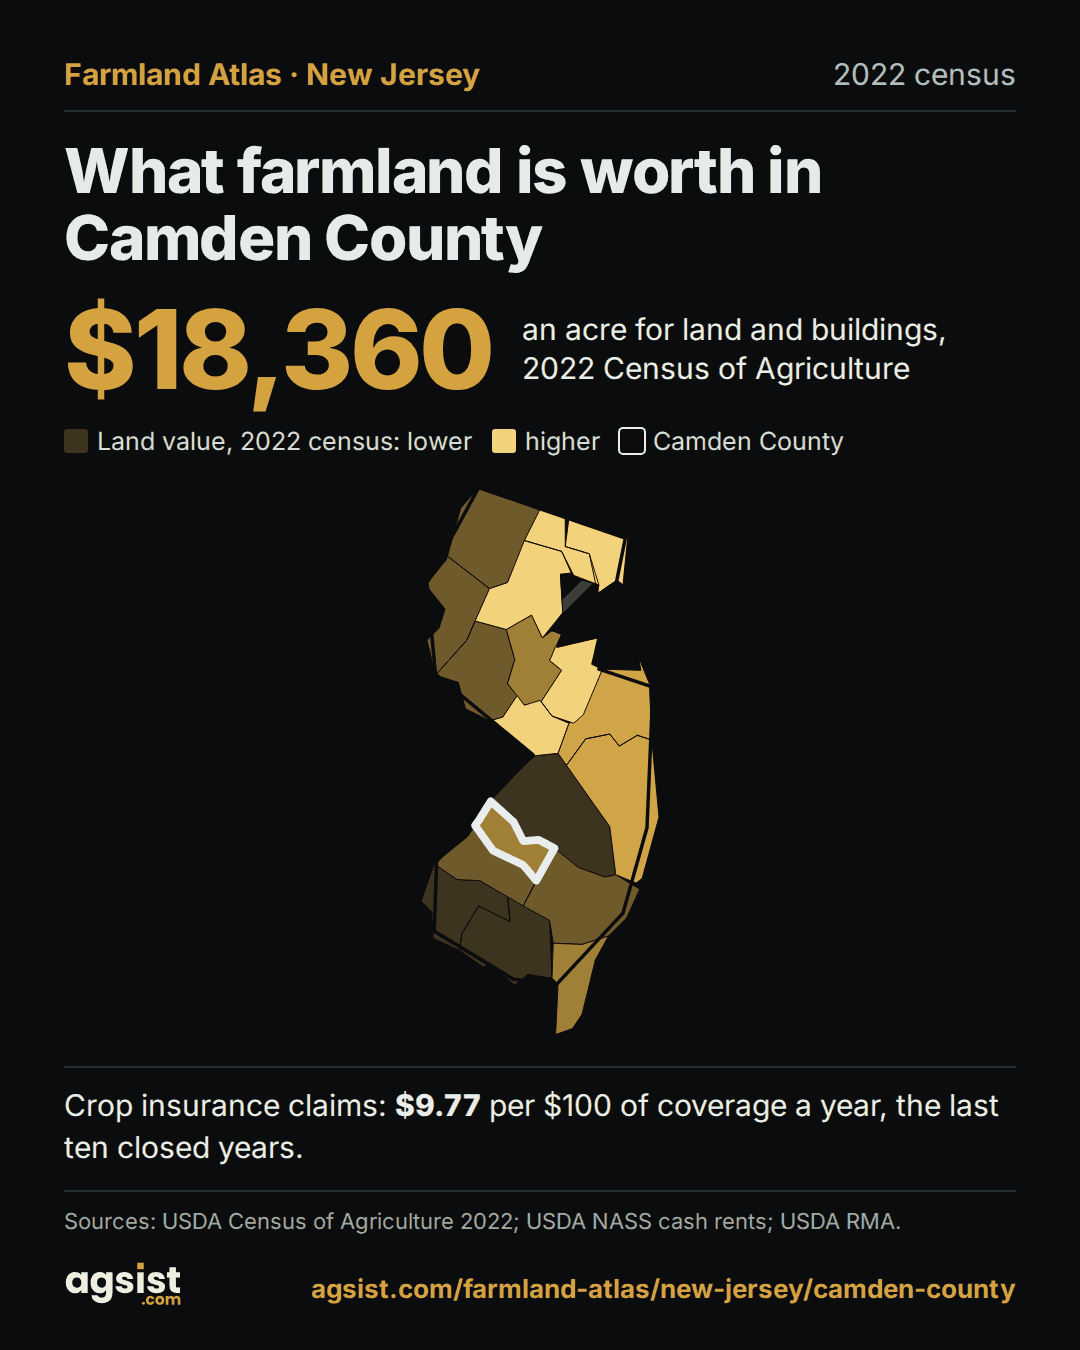 Farmland Atlas · New Jersey
2022 census
What farmland is worth in
Camden County
$18,360
an acre for land and buildings,
2022 Census of Agriculture
Land value, 2022 census: lower
higher
Camden County
Crop insurance claims: $9.77 per $100 of coverage a year, the last
ten closed years.
Sources: USDA Census of Agriculture 2022; USDA NASS cash rents; USDA RMA.
agsist
.com
agsist.com/farmland-atlas/new-jersey/camden-county